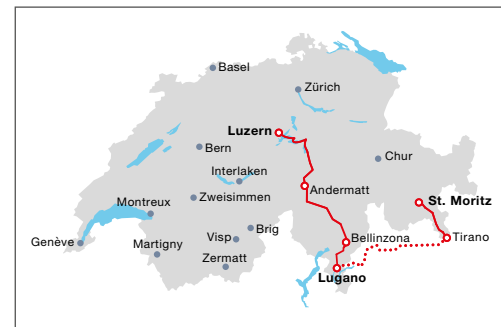 Basel
Zürich
Luzern
Bern
Chur
Interlaken
Andermatt
Zweisimmen
St. Moritz
Montreux
Genève
Brig
Visp
Bellinzona
Tirano
Martigny
Zermatt
Lugano